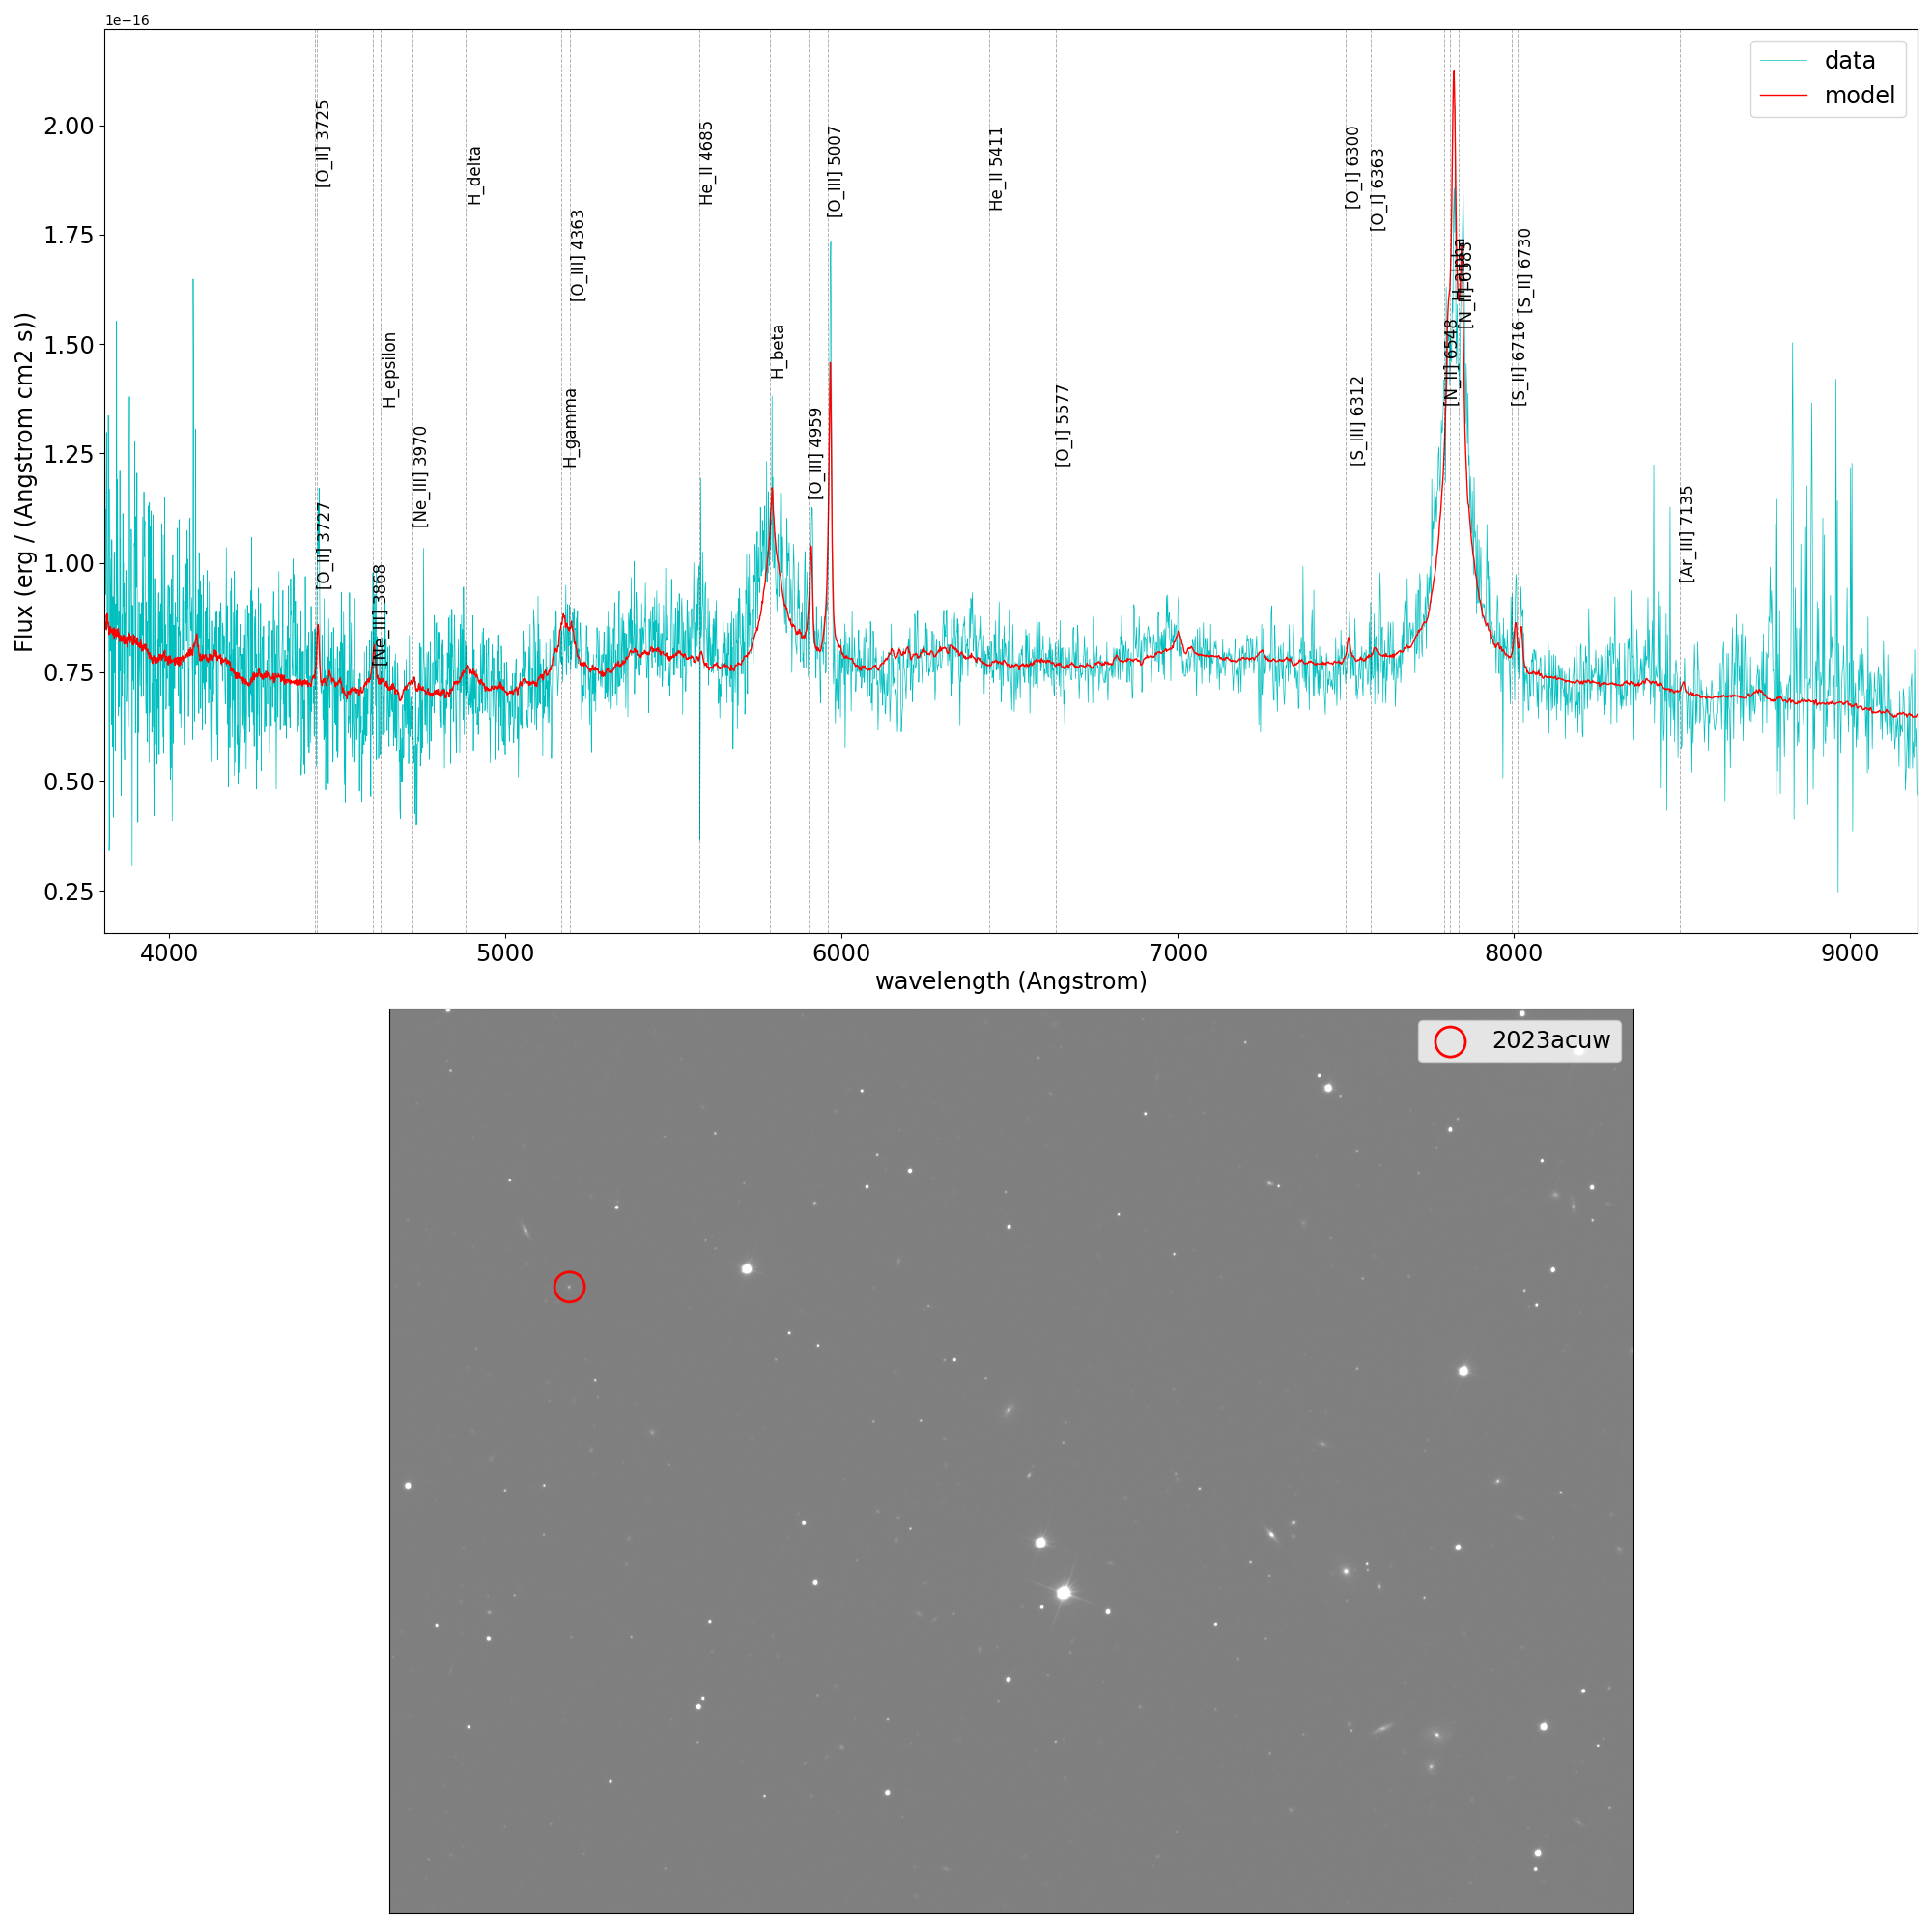 1e−16
data
model
[O_II] 3725
[O_II] 3727
[Ne_III] 3868
H_epsilon
[Ne_III] 3970
H_delta
H_gamma
[O_III] 4363
He_II 4685
H_beta
[O_III] 4959
[O_III] 5007
He_II 5411
[O_I] 5577
[O_I] 6300
[S_III] 6312
[O_I] 6363
[N_II] 6548
H_alpha
[N_II] 6583
[S_II] 6716
[S_II] 6730
[Ar_III] 7135
Flux (erg / (Angstrom cm2 s))
2.00
1.75
1.50
1.25
1.00
0.75
0.50
0.25
4000 5000 6000 7000 8000 9000
wavelength (Angstrom)
2023acuw